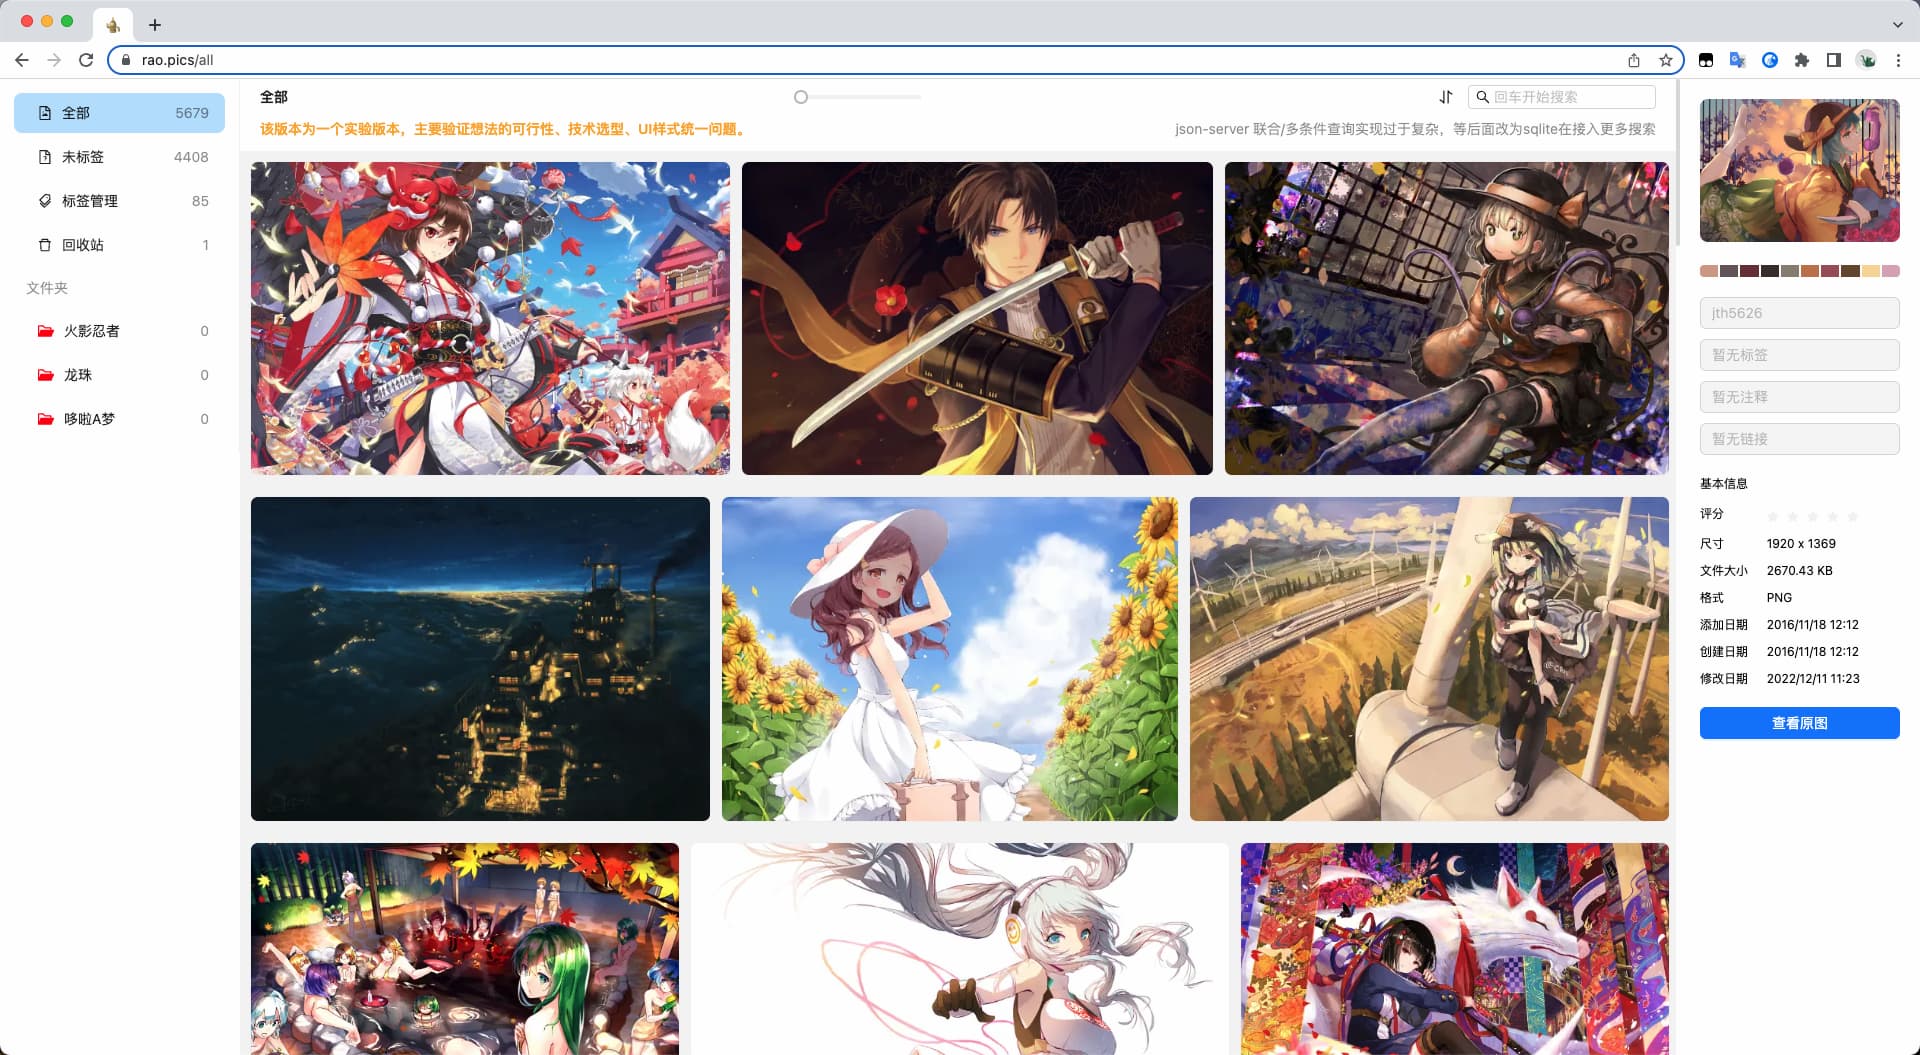 rao.pics/all
全部 5679
未标签 4408
标签管理 85
回收站 1
文件夹
火影忍者 0
龙珠 0
哆啦A梦 0
全部
回车开始搜索
该版本为一个实验版本，主要验证想法的可行性、技术选型、UI样式统一问题。
json-server 联合/多条件查询实现过于复杂，等后面改为sqlite在接入更多搜索
jth5626
暂无标签
暂无注释
暂无链接
基本信息
评分
尺寸 1920 x 1369
文件大小 2670.43 KB
格式 PNG
添加日期 2016/11/18 12:12
创建日期 2016/11/18 12:12
修改日期 2022/12/11 11:23
查看原图